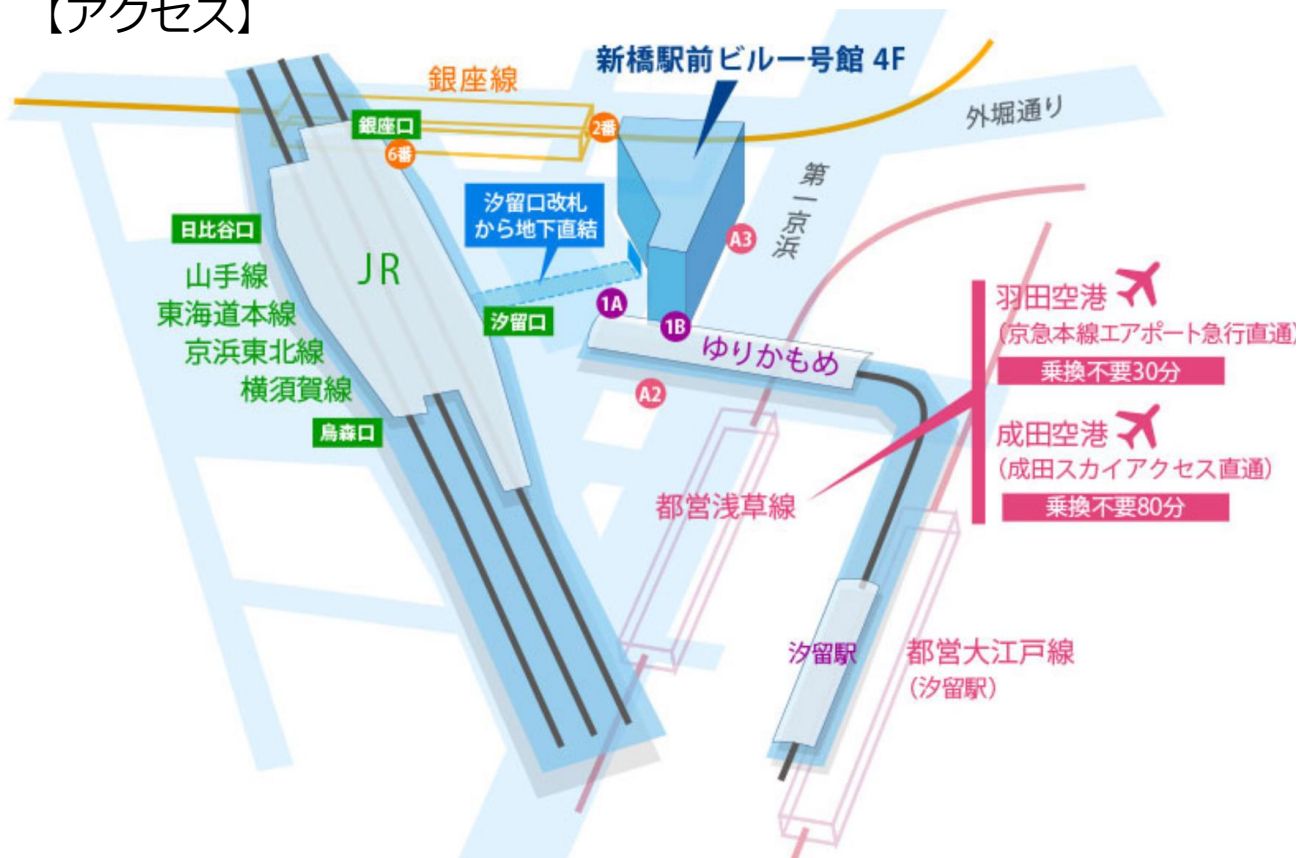 【アクセス】
新橋駅前ビル一号館 4F
銀座線
外堀通り
銀座口
2番
6番
第一京浜
汐留口改札
から地下直結
日比谷口
A3
山手線
JR
東海道本線
京浜東北線
横須賀線
1A
汐留口
1B
ゆりかもめ
羽田空港
(京急本線エアポート急行直通)
乗換不要30分
A2
烏森口
成田空港
(成田スカイアクセス直通)
乗換不要80分
都営浅草線
汐留駅
都営大江戸線
(汐留駅)